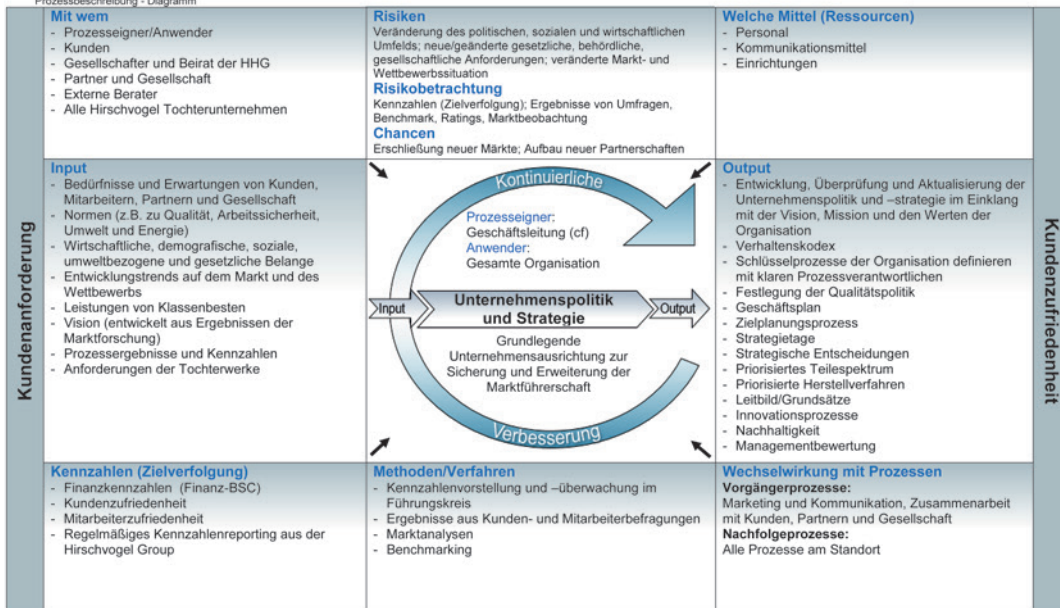 Prozessbeschreibung - Diagramm
Kundenanforderung
Mit wem
- Prozesseigner/Anwender
- Kunden
- Gesellschafter und Beirat der HHG
- Partner und Gesellschaft
- Externe Berater
- Alle Hirschvogel Tochterunternehmen
Risiken
Veränderung des politischen, sozialen und wirtschaftlichen
Umfelds; neue/geänderte gesetzliche, behördliche,
gesellschaftliche Anforderungen; veränderte Markt- und
Wettbewerbssituation
Risikobetrachtung
Kennzahlen (Zielverfolgung); Ergebnisse von Umfragen,
Benchmark, Ratings, Marktbeobachtung
Chancen
Erschließung neuer Märkte; Aufbau neuer Partnerschaften
Welche Mittel (Ressourcen)
- Personal
- Kommunikationsmittel
- Einrichtungen
Input
- Bedürfnisse und Erwartungen von Kunden,
Mitarbeitern, Partnern und Gesellschaft
- Normen (z.B. zu Qualität, Arbeitssicherheit,
Umwelt und Energie)
- Wirtschaftliche, demografische, soziale,
umweltbezogene und gesetzliche Belange
- Entwicklungstrends auf dem Markt und des
Wettbewerbs
- Leistungen von Klassenbesten
- Vision (entwickelt aus Ergebnissen der
Marktforschung)
- Prozessergebnisse und Kennzahlen
- Anforderungen der Tochterwerke
Kontinuierliche
Prozesseigner:
Geschäftsleitung (cf)
Anwender:
Gesamte Organisation
Input
Unternehmenspolitik
und Strategie
Output
Grundlegende
Unternehmensausrichtung zur
Sicherung und Erweiterung der
Marktführerschaft
Verbesserung
Output
- Entwicklung, Überprüfung und Aktualisierung der
Unternehmenspolitik und –strategie im Einklang
mit der Vision, Mission und den Werten der
Organisation
- Verhaltenskodex
- Schlüsselprozesse der Organisation definieren
mit klaren Prozessverantwortlichen
- Festlegung der Qualitätspolitik
- Geschäftsplan
- Zielplanungsprozess
- Strategietage
- Strategische Entscheidungen
- Priorisiertes Teilespektrum
- Priorisierte Herstellverfahren
- Leitbild/Grundsätze
- Innovationsprozesse
- Nachhaltigkeit
- Managementbewertung
Kennzahlen (Zielverfolgung)
- Finanzkennzahlen (Finanz-BSC)
- Kundenzufriedenheit
- Mitarbeiterzufriedenheit
- Regelmäßiges Kennzahlenreporting aus der
Hirschvogel Group
Methoden/Verfahren
- Kennzahlenvorstellung und –überwachung im
Führungskreis
- Ergebnisse aus Kunden- und Mitarbeiterbefragungen
- Marktanalysen
- Benchmarking
Wechselwirkung mit Prozessen
Vorgängerprozesse:
Marketing und Kommunikation, Zusammenarbeit
mit Kunden, Partnern und Gesellschaft
Nachfolgeprozesse:
Alle Prozesse am Standort
Kundenzufriedenheit